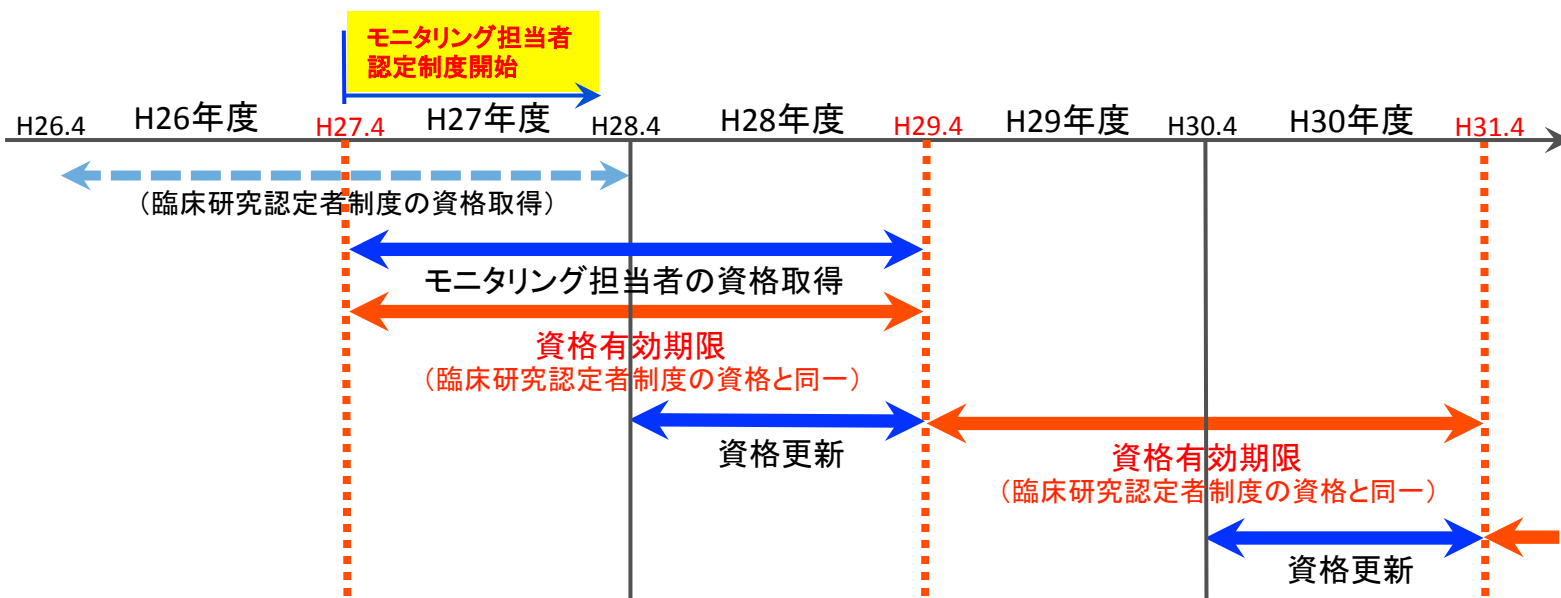 モニタリング担当者
認定制度開始
H26.4 H26年度 H27.4 H27年度 H28.4 H28年度 H29.4 H29年度 H30.4 H30年度 H31.4
（臨床研究認定者制度の資格取得）
モニタリング担当者の資格取得
資格有効期限
（臨床研究認定者制度の資格と同一）
資格更新
資格有効期限
（臨床研究認定者制度の資格と同一）
資格更新